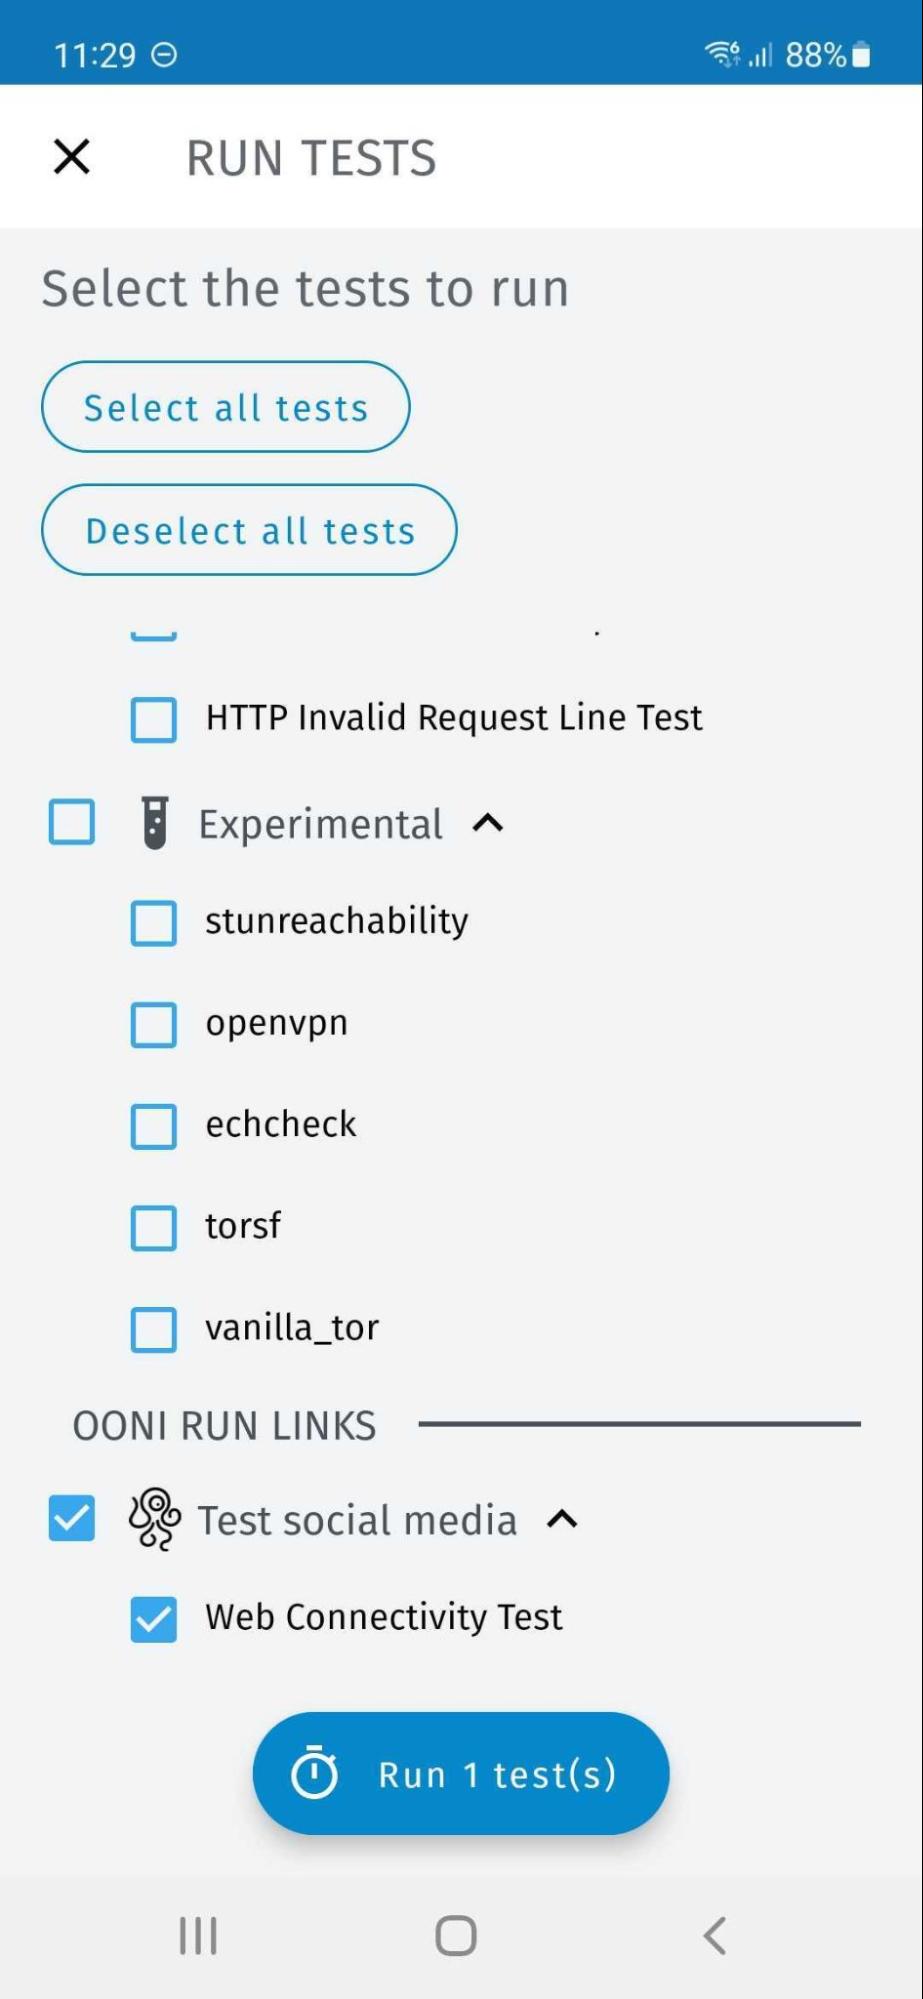 11:29
6
88%
RUN TESTS
Select the tests to run
Select all tests
Deselect all tests
HTTP Invalid Request Line Test
Experimental
stunreachability
openvpn
echcheck
torsf
vanilla_tor
OONI RUN LINKS
Test social media
Web Connectivity Test
Run 1 test(s)